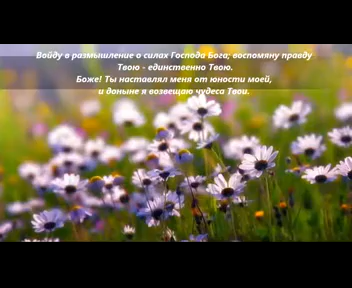 Войду в размышление о силах Господа Бога; воспомяну правду
Твою - единственно Твою.
Боже! Ты наставлял меня от юности моей,
и доныне я возвещаю чудеса Твои.